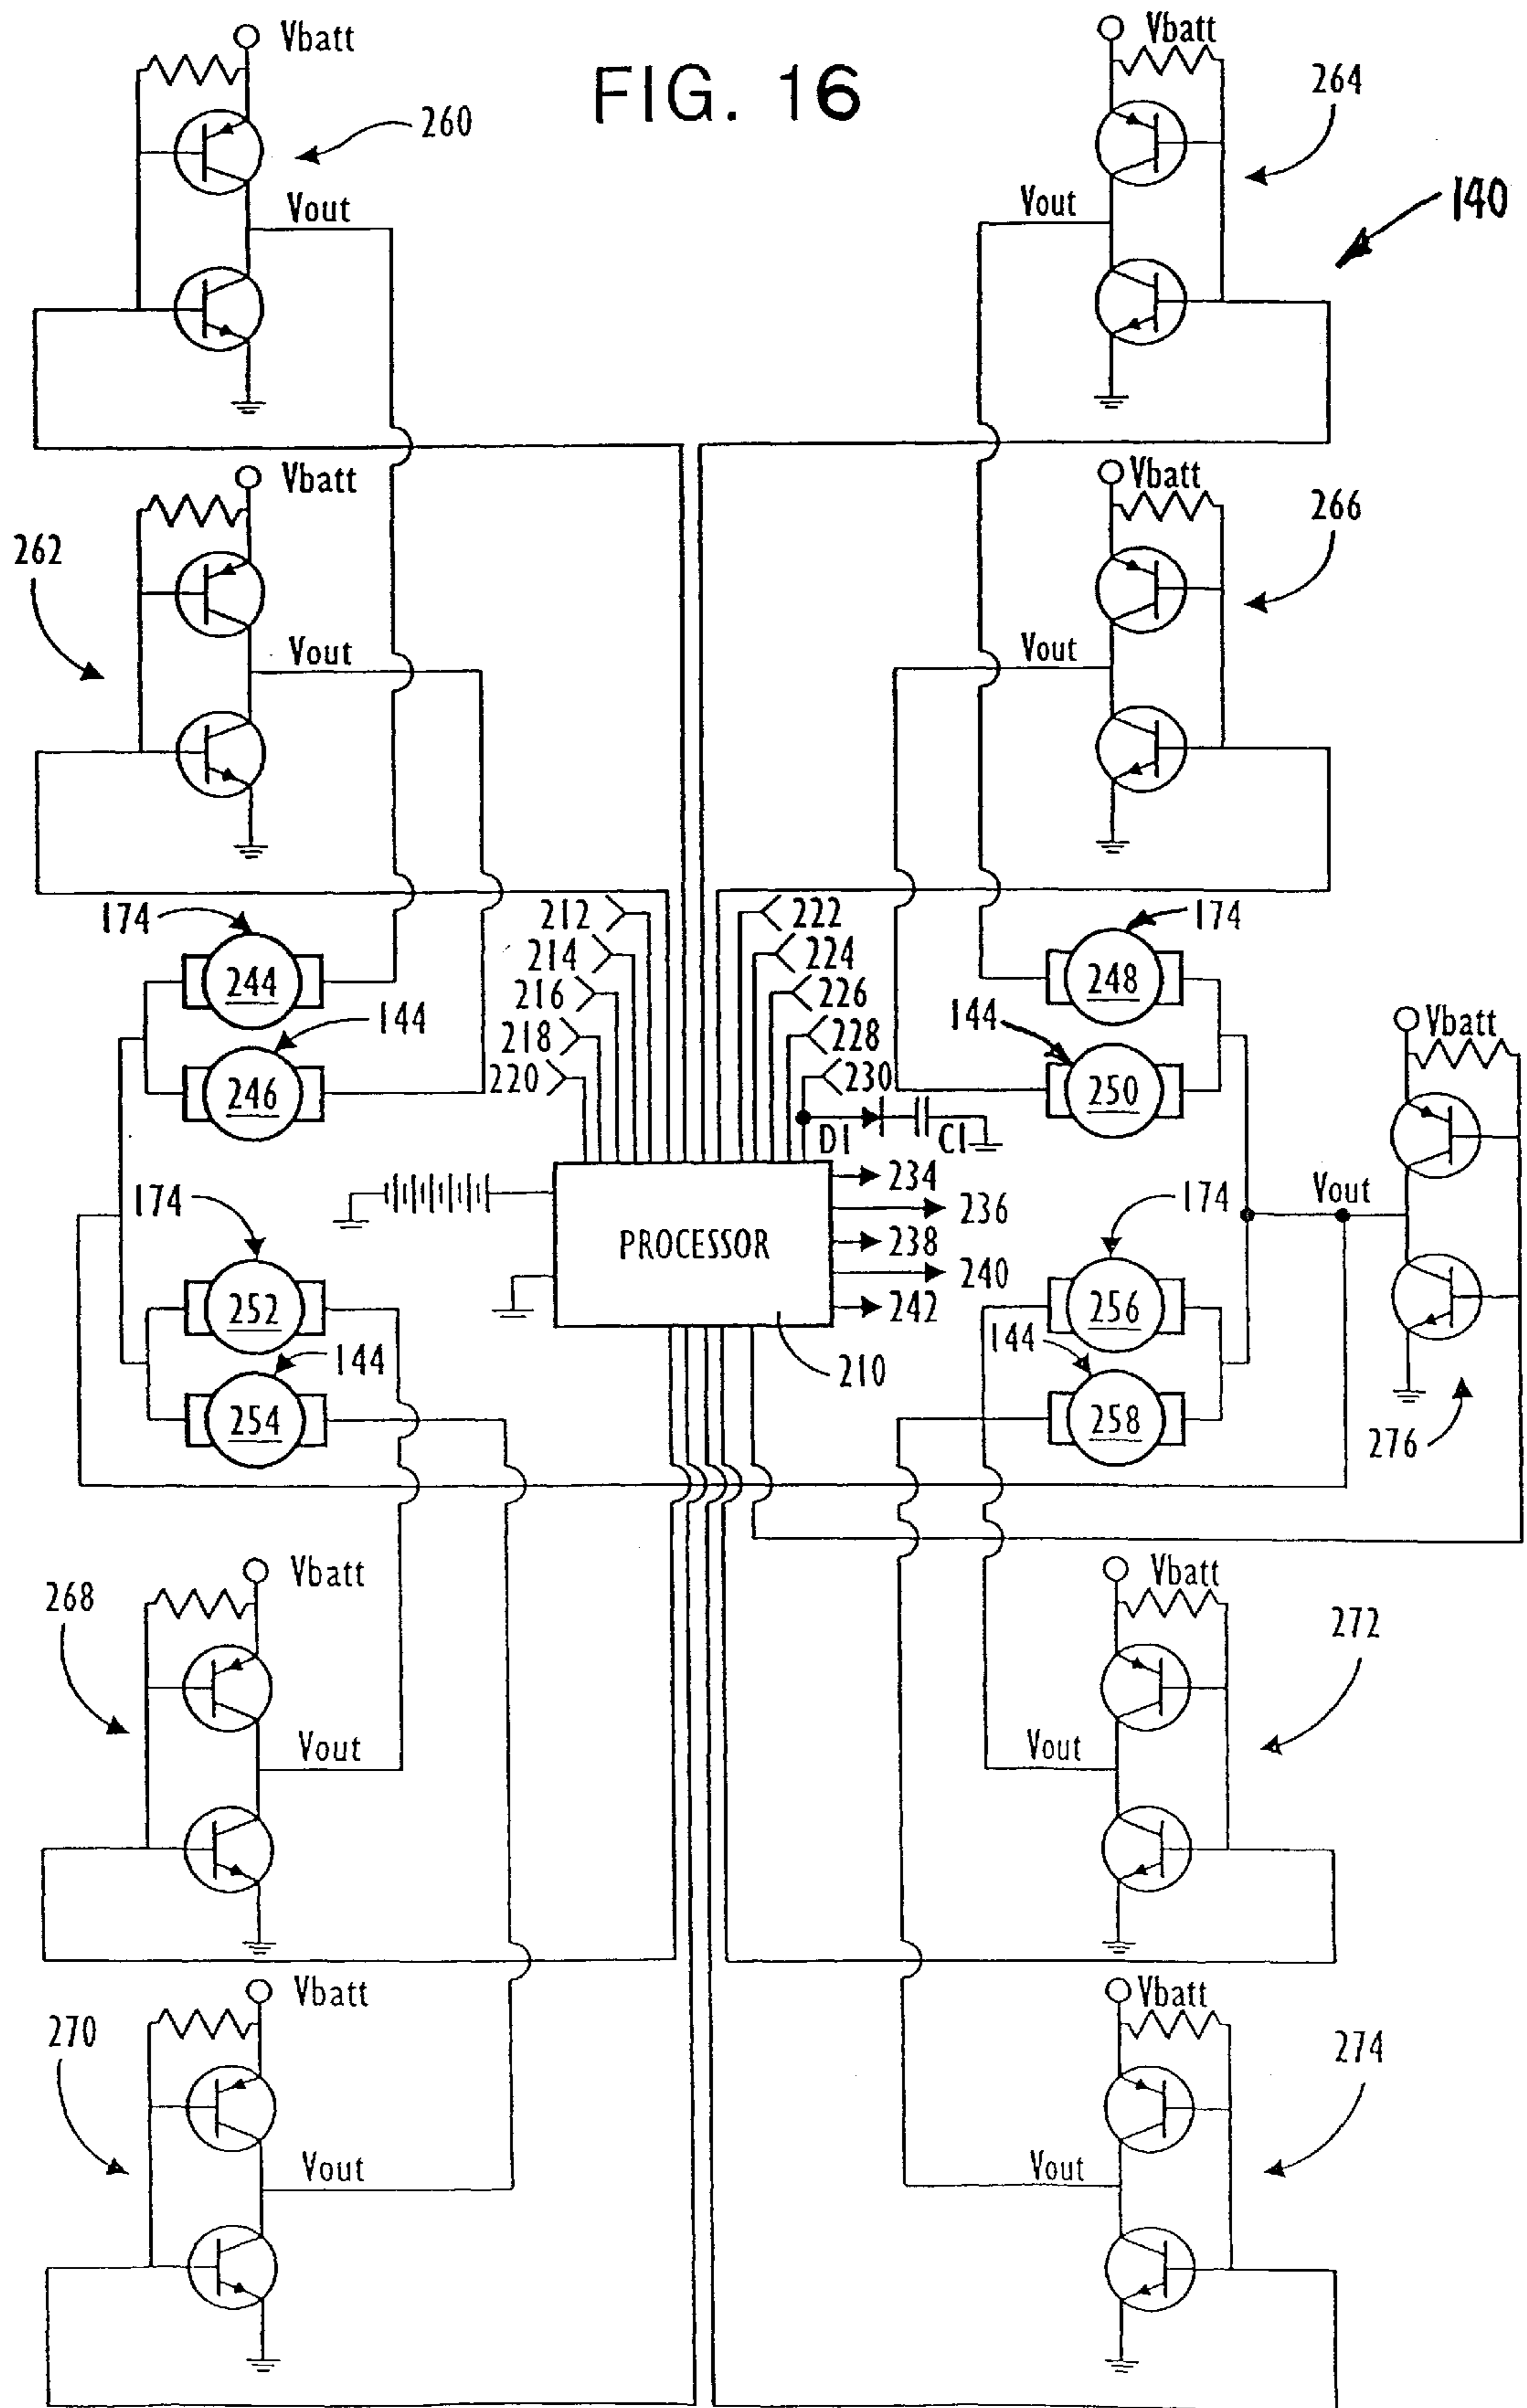 FIG. 16
Vbatt
260
Vout
Vbatt
264
Vout
140
Vbatt
262
Vout
Vbatt
266
Vout
174
244
144
246
212
214
216
218
220
222
224
226
228
230
D1
C1
174
248
144
250
Vbatt
Vout
276
174
252
144
254
PROCESSOR
210
234
236
238
240
242
174
256
144
258
Vbatt
268
Vout
Vbatt
272
Vout
Vbatt
270
Vout
Vbatt
274
Vout